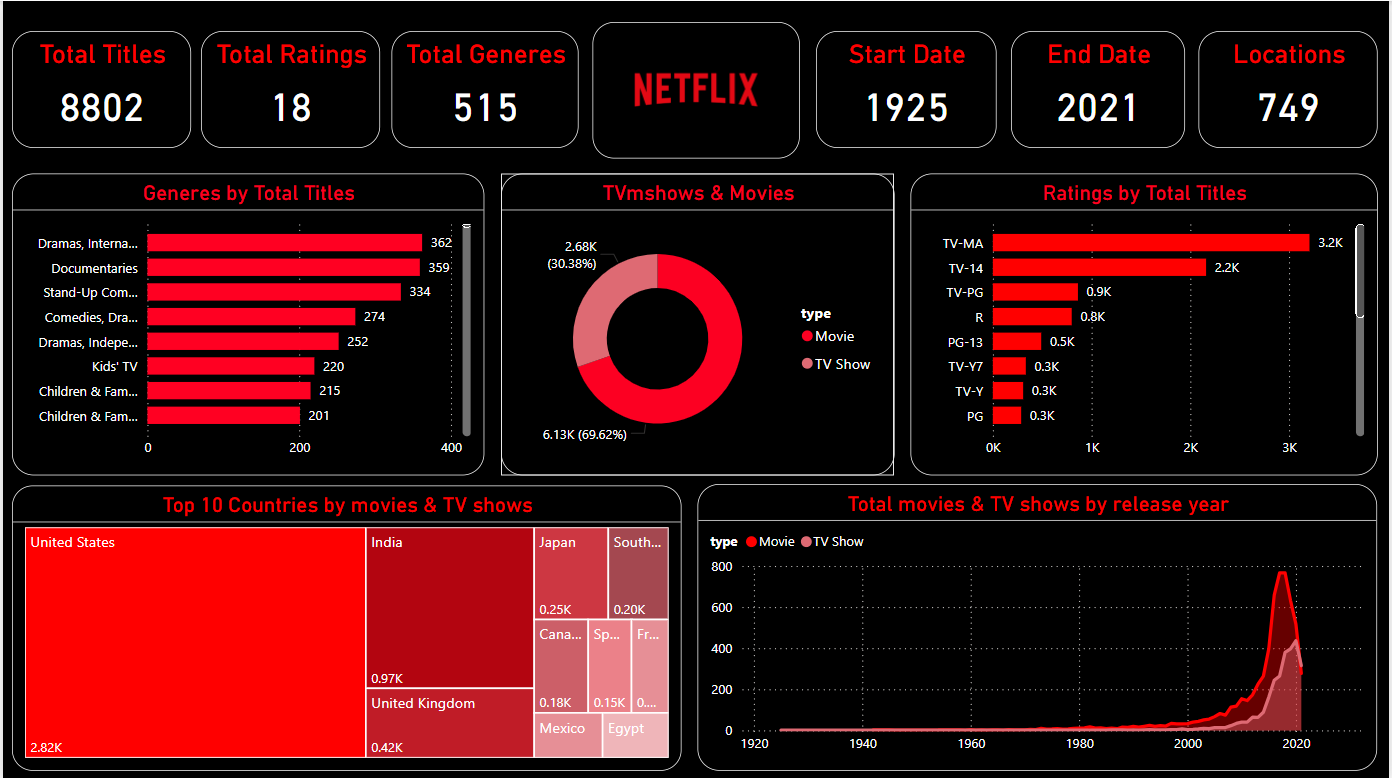 Total Titles
8802
Total Ratings
18
Total Generes
515
NETFLIX
Start Date
1925
End Date
2021
Locations
749
Generes by Total Titles
Dramas, Interna... 362
Documentaries 359
Stand-Up Com... 334
Comedies, Dra... 274
Dramas, Indepe... 252
Kids' TV 220
Children & Fam... 215
Children & Fam... 201
0 200 400
TVmshows & Movies
2.68K
(30.38%)
6.13K (69.62%)
type
Movie
TV Show
Ratings by Total Titles
TV-MA 3.2K
TV-14 2.2K
TV-PG 0.9K
R 0.8K
PG-13 0.5K
TV-Y7 0.3K
TV-Y 0.3K
PG 0.3K
0K 1K 2K 3K
Top 10 Countries by movies & TV shows
United States
2.82K
India
0.97K
United Kingdom
0.42K
Japan
0.25K
South...
0.20K
Cana...
0.18K
Sp...
0.15K
Fr...
0....
Mexico
Egypt
Total movies & TV shows by release year
type Movie TV Show
800
600
400
200
0
1920 1940 1960 1980 2000 2020